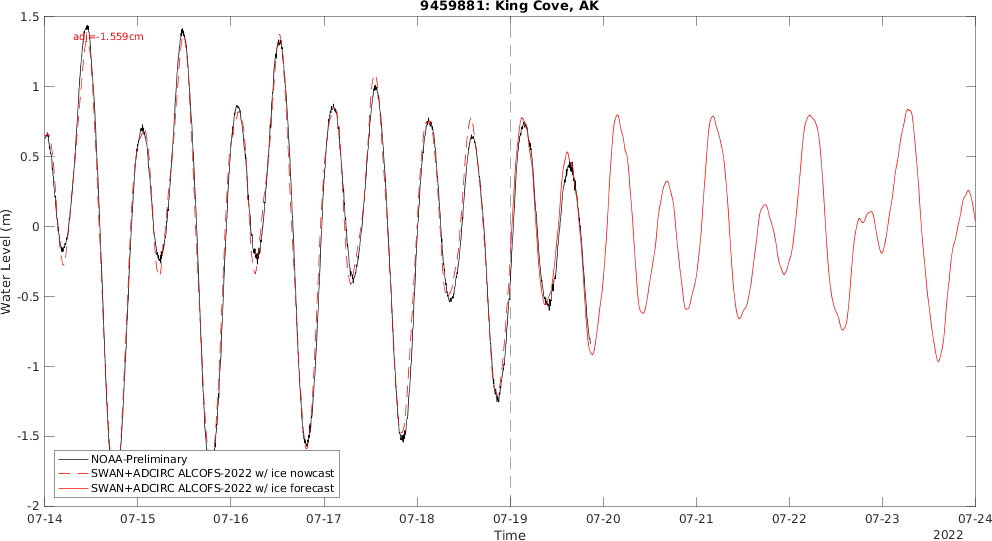 9459881: King Cove, AK
adj=-1.559cm
Water Level (m)
1.5
1
0.5
0
-0.5
-1
-1.5
-2
NOAA-Preliminary
SWAN+ADCIRC ALCOFS-2022 w/ ice nowcast
SWAN+ADCIRC ALCOFS-2022 w/ ice forecast
07-14 07-15 07-16 07-17 07-18 07-19 07-20 07-21 07-22 07-23 07-24
Time
2022